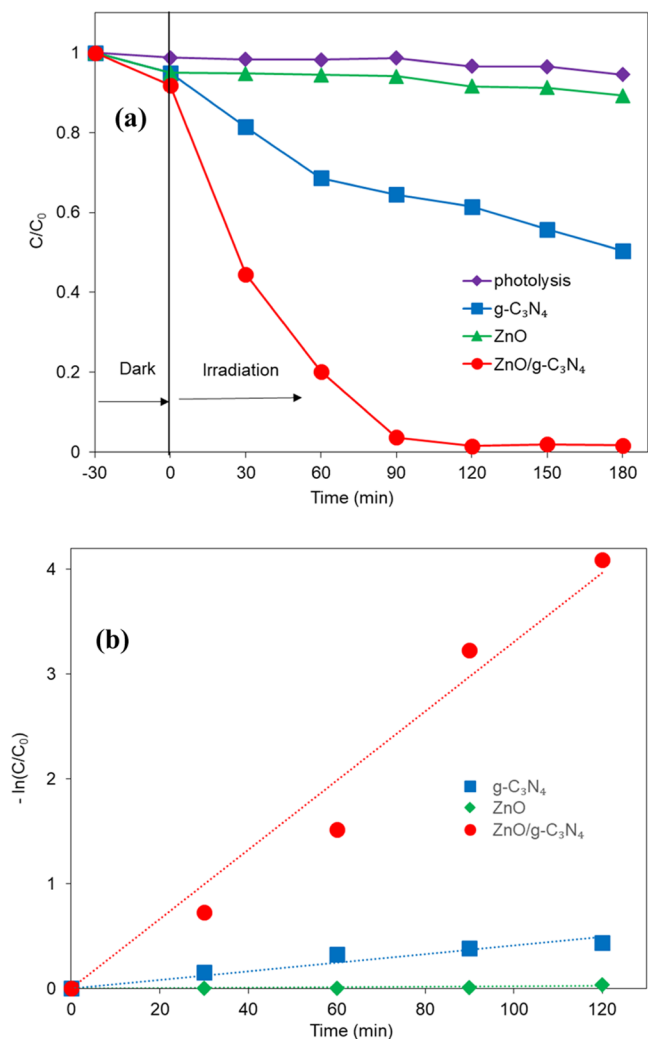 1
0.8
0.6
0.4
0.2
0
C/C₀
(a)
photolysis
g-C₃N₄
ZnO
ZnO/g-C₃N₄
Dark
Irradiation
-30 0 30 60 90 120 150 180
Time (min)
4
3
2
1
0
- ln(C/C₀)
(b)
g-C₃N₄
ZnO
ZnO/g-C₃N₄
0 20 40 60 80 100 120
Time (min)